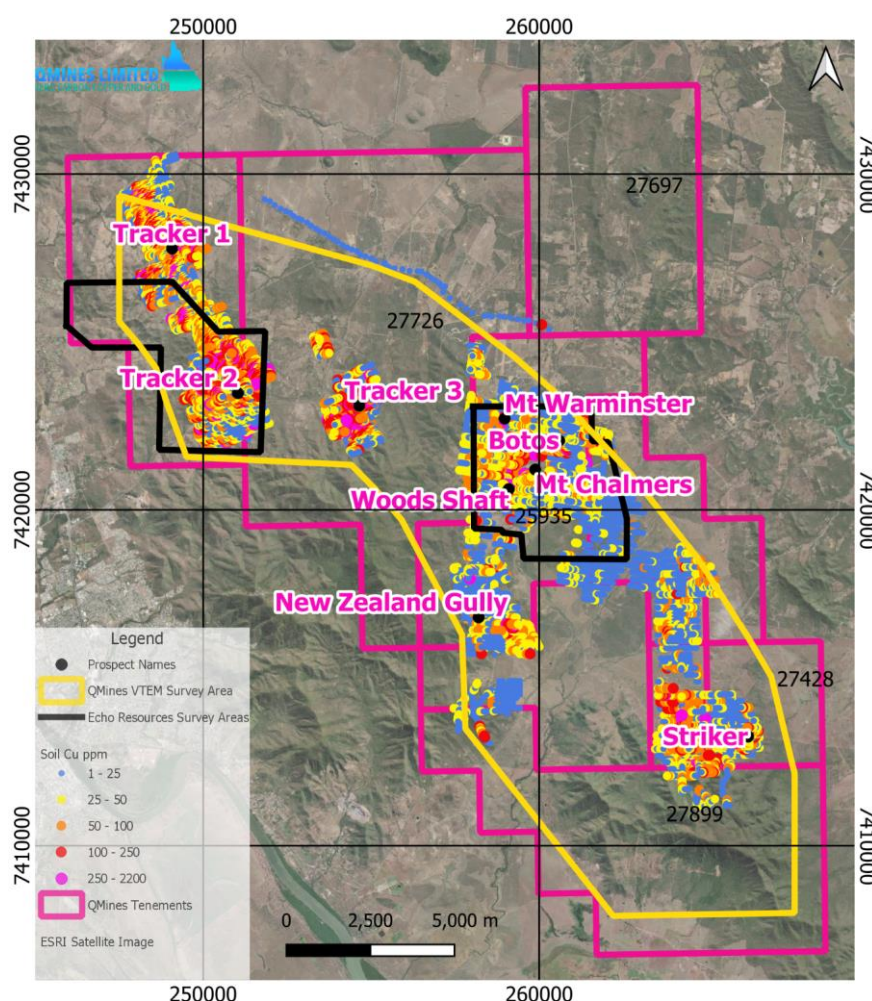 250000
260000
QMINES LIMITED
7430000
7430000
27697
Tracker 1
27726
Tracker 2
Tracker 3
Mt Warminster
Botos
Mt Chalmers
Woods Shaft
7420000
25935
7420000
New Zealand Gully
Legend
Prospect Names
QMines VTEM Survey Area
Echo Resources Survey Areas
27428
Striker
Soil Cu ppm
1 - 25
25 - 50
50 - 100
100 - 250
250 - 2200
QMines Tenements
ESRI Satellite Image
27899
7410000
7410000
0
2,500
5,000 m
250000
260000